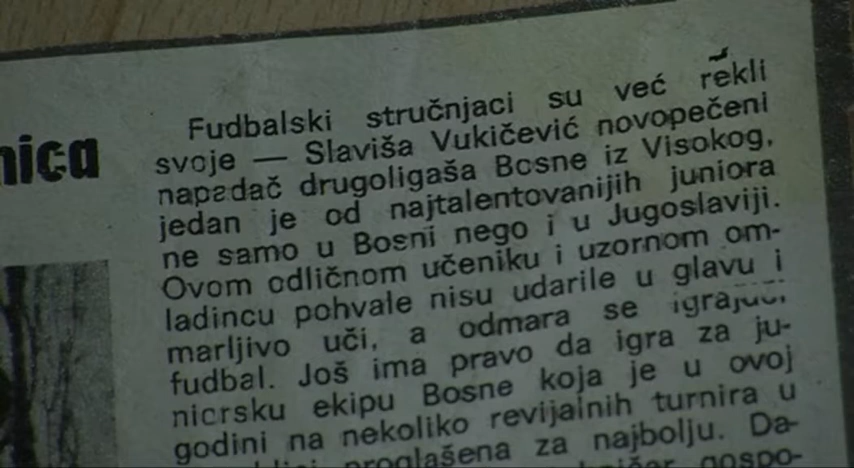 Fudbalski stručnjaci su već rekli
svoje — Slaviša Vukičević novopečeni
napadač drugoligaša Bosne iz Visokog,
jedan je od najtalentovanijih juniora
ne samo u Bosni nego i u Jugoslaviji.
Ovom odličnom učeniku i uzornom om-
ladincu pohvale nisu udarile u glavu i
marljivo uči, a odmara se igrajući
fudbal. Još ima pravo da igra za ju-
niorsku ekipu Bosne koja je u ovoj
godini na nekoliko revijalnih turnira u
proglašena za najbolju. Da-
gospo-